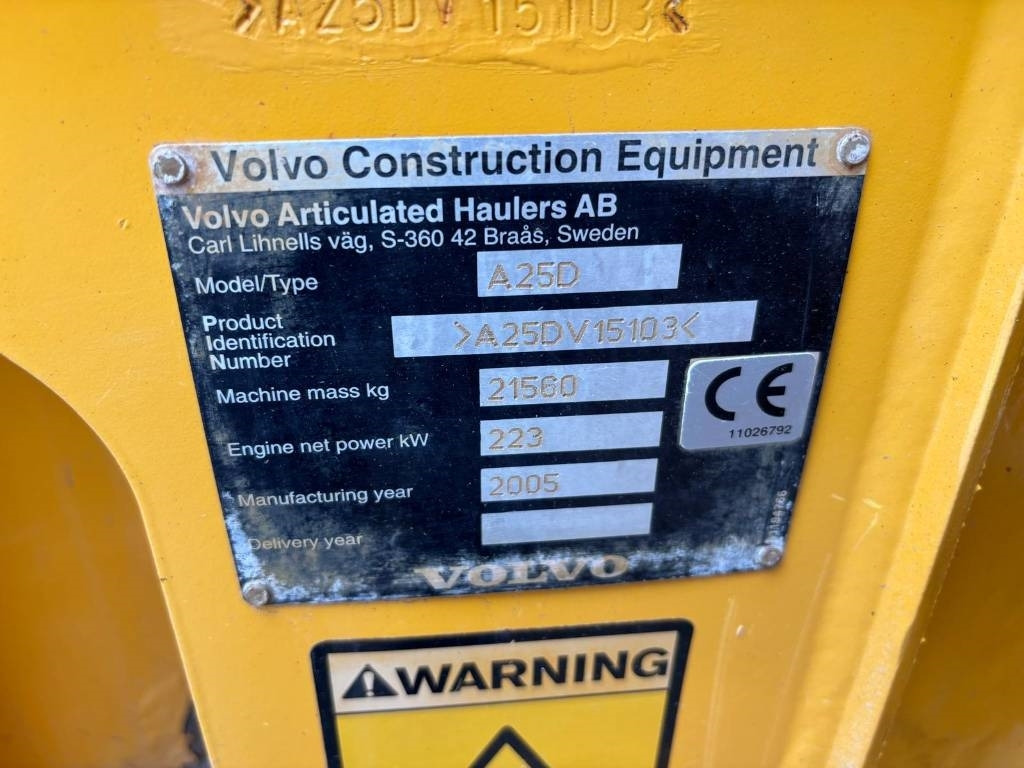 >A25DV15103<
Volvo Construction Equipment
Volvo Articulated Haulers AB
Carl Lihnells väg, S-360 42 Braås, Sweden
Model/Type A25D
Product
Identification >A25DV15103<
Number
Machine mass kg 21560
Engine net power kW 223
Manufacturing year 2005
Delivery year
CE
11026792
VOLVO
WARNING